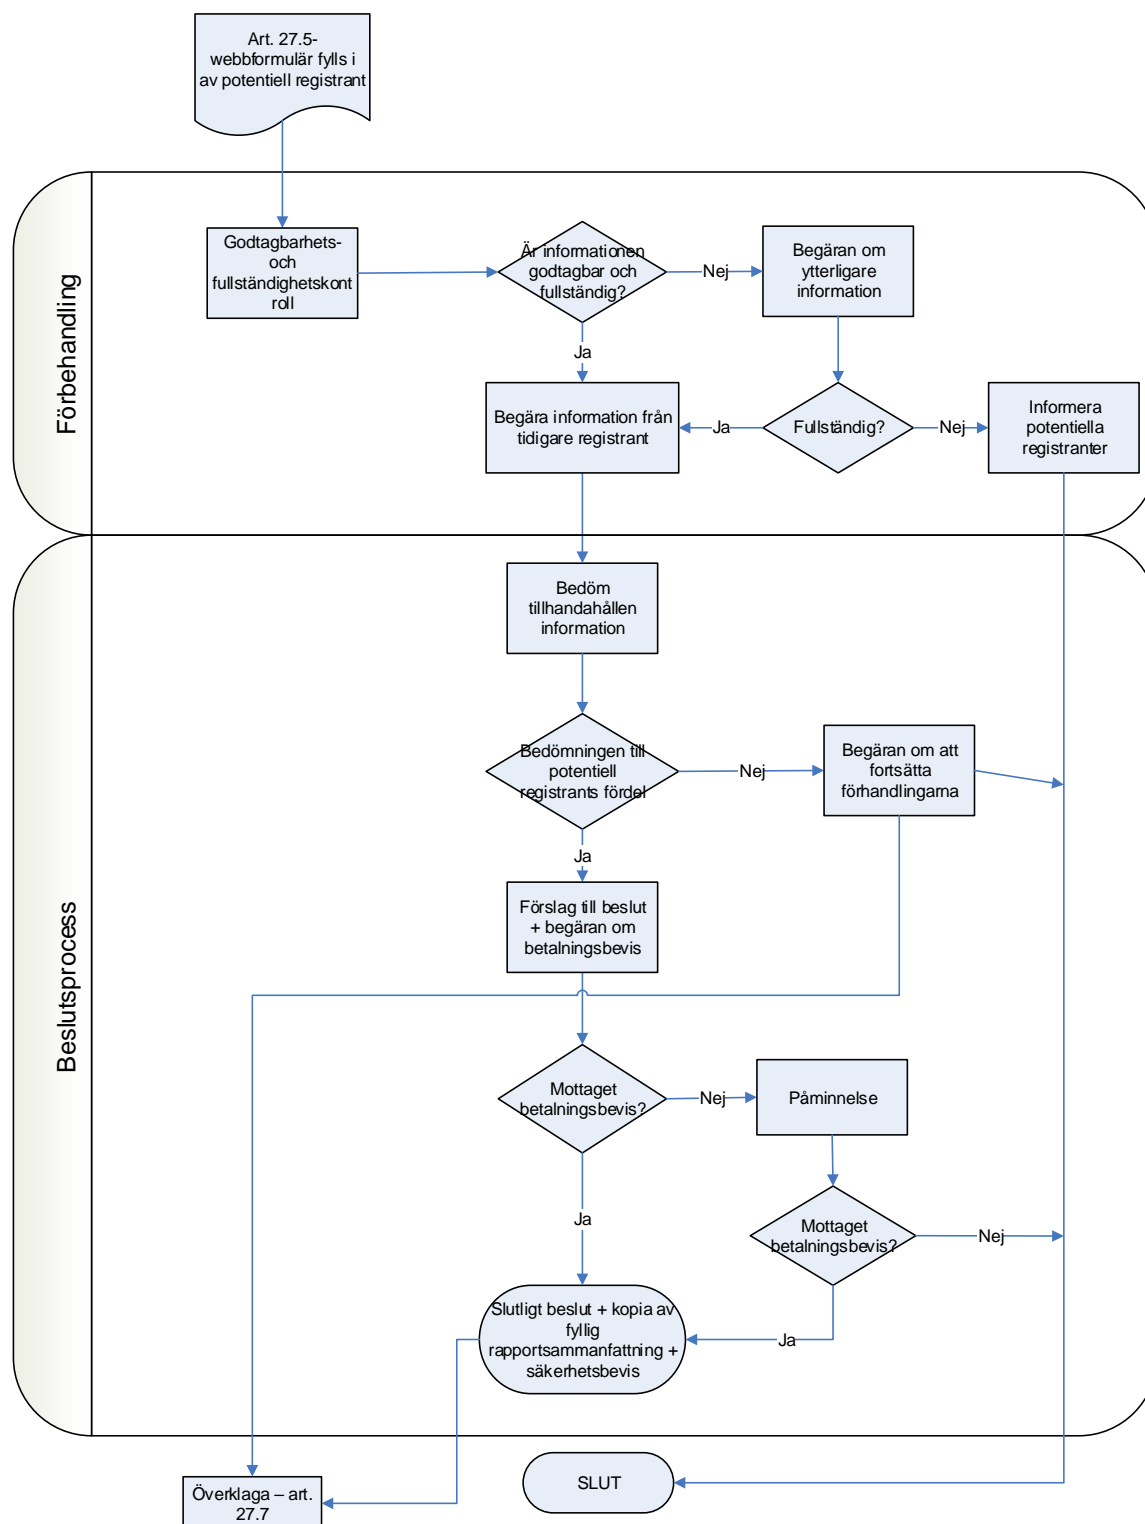 Art. 27.5-
webbformulär fylls i
av potentiell registrant
Förbehandling
Godtagbarhets-
och
fullständighetskont
roll
Är informationen
godtagbar och
fullständig?
Nej
Begäran om
ytterligare
information
Ja
Begära information från
tidigare registrant
Ja
Fullständig?
Nej
Informera
potentiella
registranter
Beslutsprocess
Bedöm
tillhandahållen
information
Bedömningen till
potentiell
registrants fördel
Nej
Begäran om att
fortsätta
förhandlingarna
Ja
Förslag till beslut
+ begäran om
betalningsbevis
Mottaget
betalningsbevis?
Nej
Påminnelse
Ja
Mottaget
betalningsbevis?
Nej
Slutligt beslut + kopia av
fyllig
rapportsammanfattning +
säkerhetsbevis
Ja
Överklaga – art.
27.7
SLUT